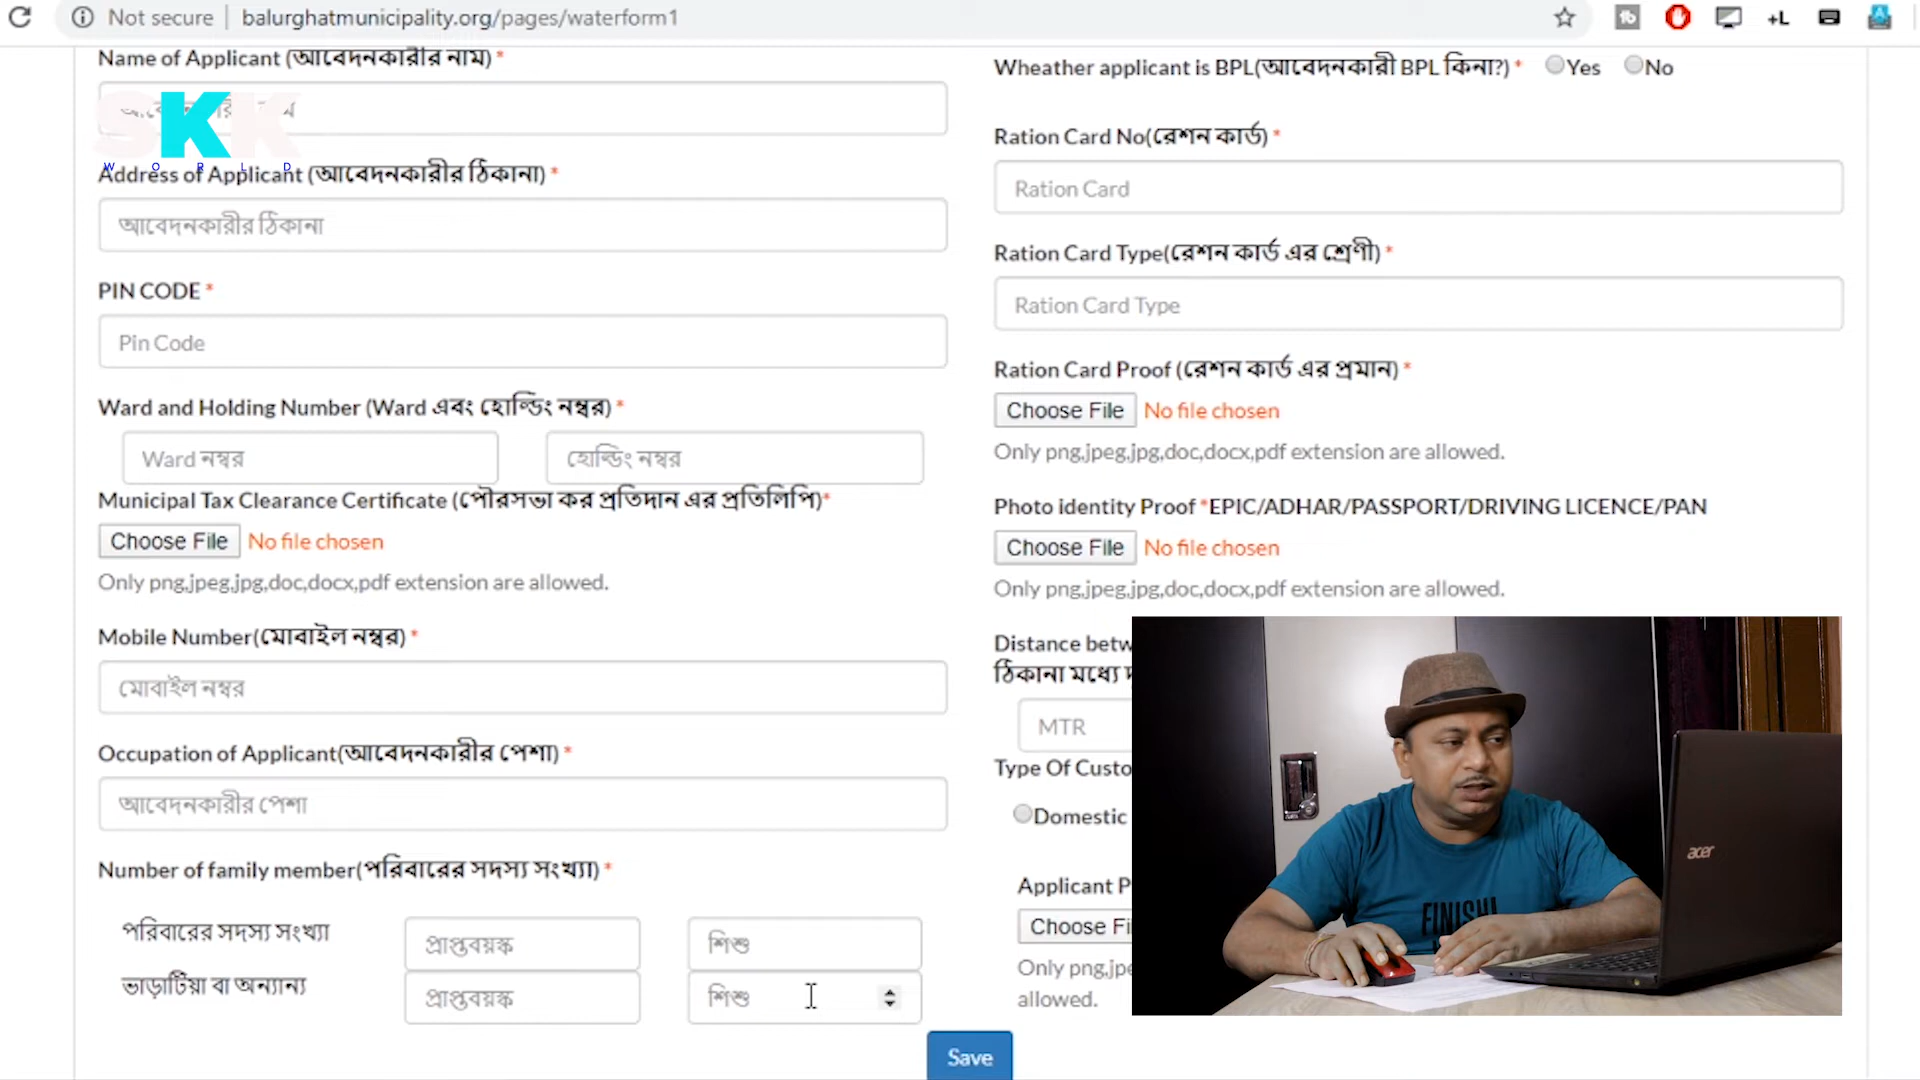 Not secure
balurghatmunicipality.org/pages/waterform1
+L
Name of Applicant (আবেদনকারীর নাম) *
SKK
WORLD
Address of Applicant (আবেদনকারীর ঠিকানা) *
আবেদনকারীর ঠিকানা
PIN CODE *
Pin Code
Ward and Holding Number (Ward এবং হোল্ডিং নম্বর) *
Ward নম্বর
হোল্ডিং নম্বর
Municipal Tax Clearance Certificate (পৌরসভা কর প্রতিদান এর প্রতিলিপি)*
Choose File No file chosen
Only png,jpeg,jpg,doc,docx,pdf extension are allowed.
Mobile Number(মোবাইল নম্বর) *
মোবাইল নম্বর
Occupation of Applicant(আবেদনকারীর পেশা) *
আবেদনকারীর পেশা
Number of family member(পরিবারের সদস্য সংখ্যা) *
পরিবারের সদস্য সংখ্যা
প্রাপ্তবয়স্ক
শিশু
ভাড়াটিয়া বা অন্যান্য
প্রাপ্তবয়স্ক
শিশু
Wheather applicant is BPL(আবেদনকারী BPL কিনা?) * Yes No
Ration Card No(রেশন কার্ড) *
Ration Card
Ration Card Type(রেশন কার্ড এর শ্রেণী) *
Ration Card Type
Ration Card Proof (রেশন কার্ড এর প্রমান) *
Choose File No file chosen
Only png,jpeg,jpg,doc,docx,pdf extension are allowed.
Photo identity Proof *EPIC/ADHAR/PASSPORT/DRIVING LICENCE/PAN
Choose File No file chosen
Only png,jpeg,jpg,doc,docx,pdf extension are allowed.
Distance betw
ঠিকানা মধ্যে
MTR
Type Of Custo
Domestic
Applicant P
Choose Fi
Only png,jpe
allowed.
acer
FINISH
Save